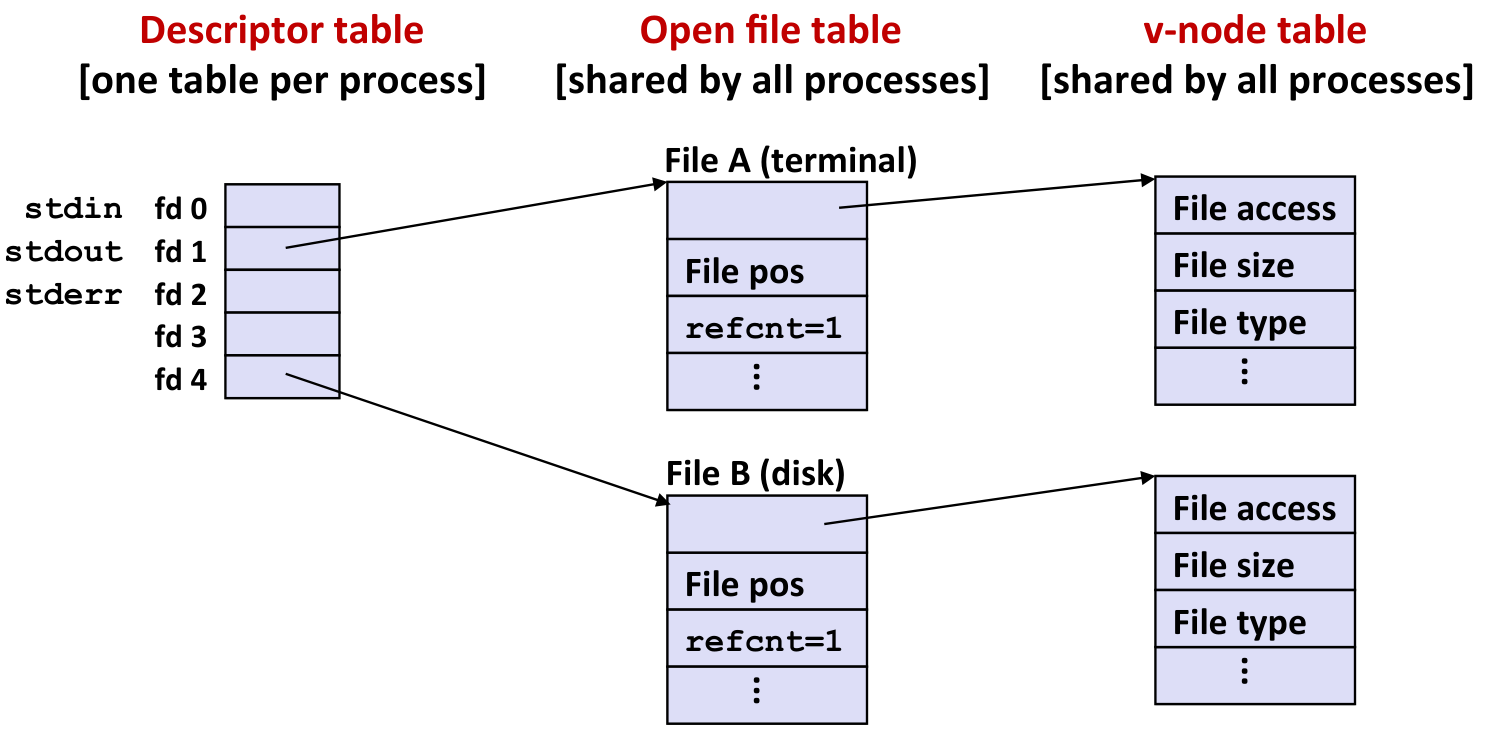 Descriptor table
[one table per process]
Open file table
[shared by all processes]
v-node table
[shared by all processes]
stdin fd 0
stdout fd 1
stderr fd 2
fd 3
fd 4
File A (terminal)
File pos
refcnt=1
⋮
File access
File size
File type
⋮
File B (disk)
File pos
refcnt=1
⋮
File access
File size
File type
⋮